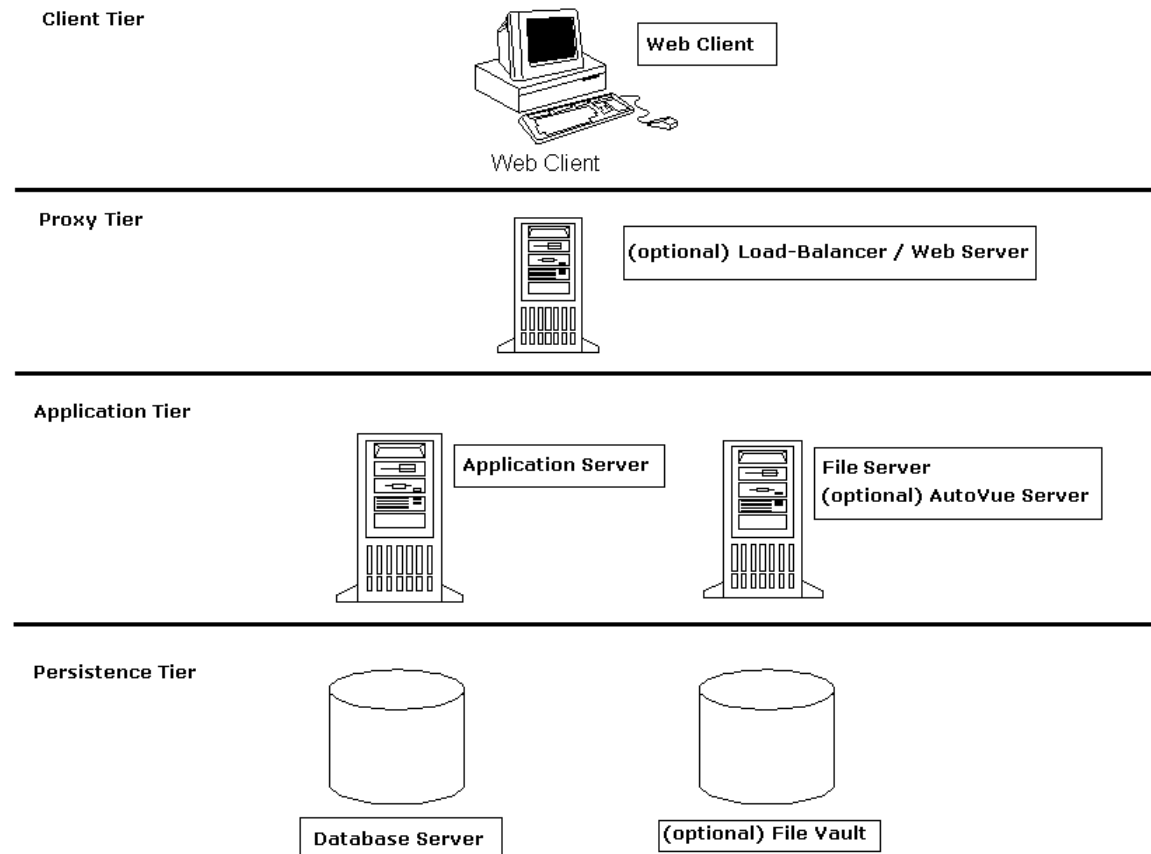 Client Tier
Web Client
Web Client
Proxy Tier
(optional) Load-Balancer / Web Server
Application Tier
Application Server
File Server
(optional) AutoVue Server
Persistence Tier
Database Server
(optional) File Vault